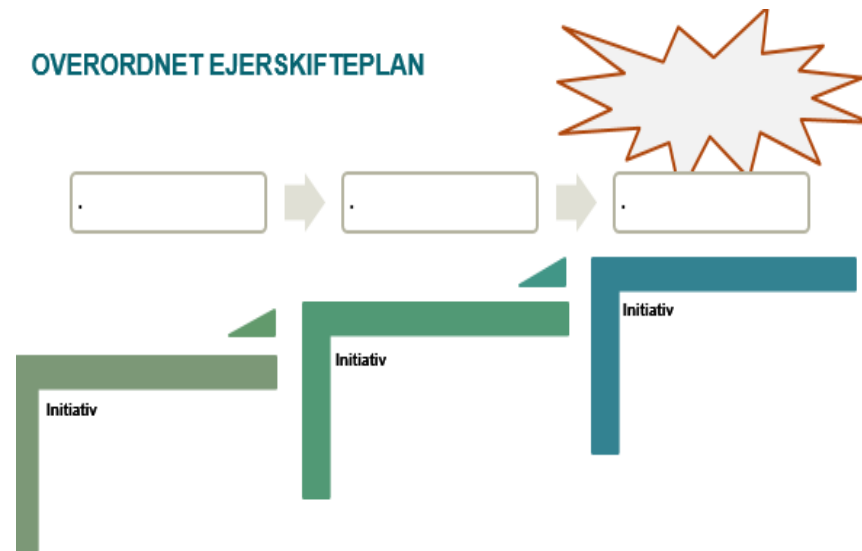 OVERORDNET EJERSKIFTEPLAN
. . .
Initiativ
Initiativ
Initiativ